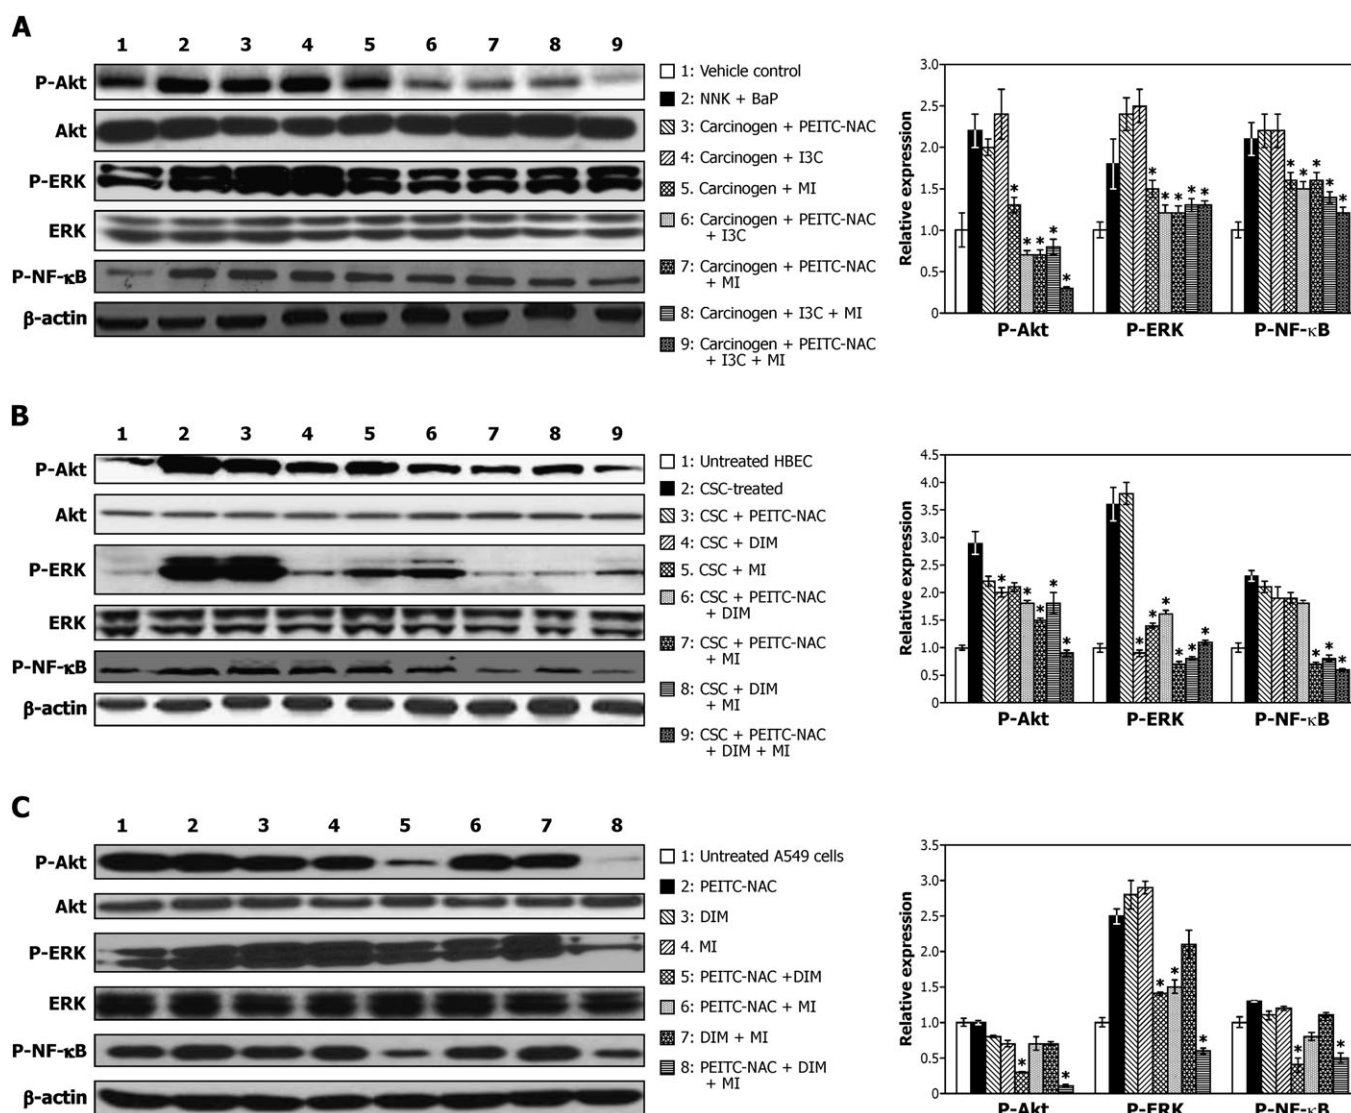 A
1 2 3 4 5 6 7 8 9
P-Akt
Akt
P-ERK
ERK
P-NF-κB
β-actin
1: Vehicle control
2: NNK + BaP
3: Carcinogen + PEITC-NAC
4: Carcinogen + I3C
5. Carcinogen + MI
6: Carcinogen + PEITC-NAC
+ I3C
7: Carcinogen + PEITC-NAC
+ MI
8: Carcinogen + I3C + MI
9: Carcinogen + PEITC-NAC
+ I3C + MI
Relative expression
3.0
2.5
2.0
1.5
1.0
0.5
0
* * * * *
* * * * *
* * * * *
P-Akt P-ERK P-NF-κB
B
1 2 3 4 5 6 7 8 9
P-Akt
Akt
P-ERK
ERK
P-NF-κB
β-actin
1: Untreated HBEC
2: CSC-treated
3: CSC + PEITC-NAC
4: CSC + DIM
5. CSC + MI
6: CSC + PEITC-NAC
+ DIM
7: CSC + PEITC-NAC
+ MI
8: CSC + DIM
+ MI
9: CSC + PEITC-NAC
+ DIM + MI
Relative expression
4.5
4.0
3.5
3.0
2.5
2.0
1.5
1.0
0.5
0
* * * * *
* * * * * *
* * *
P-Akt P-ERK P-NF-κB
C
1 2 3 4 5 6 7 8
P-Akt
Akt
P-ERK
ERK
P-NF-κB
β-actin
1: Untreated A549 cells
2: PEITC-NAC
3: DIM
4. MI
5: PEITC-NAC +DIM
6: PEITC-NAC + MI
7: DIM + MI
8: PEITC-NAC + DIM
+ MI
Relative expression
3.5
3.0
2.5
2.0
1.5
1.0
0.5
0
* *
* * *
* *
P-Akt P-ERK P-NF-κB